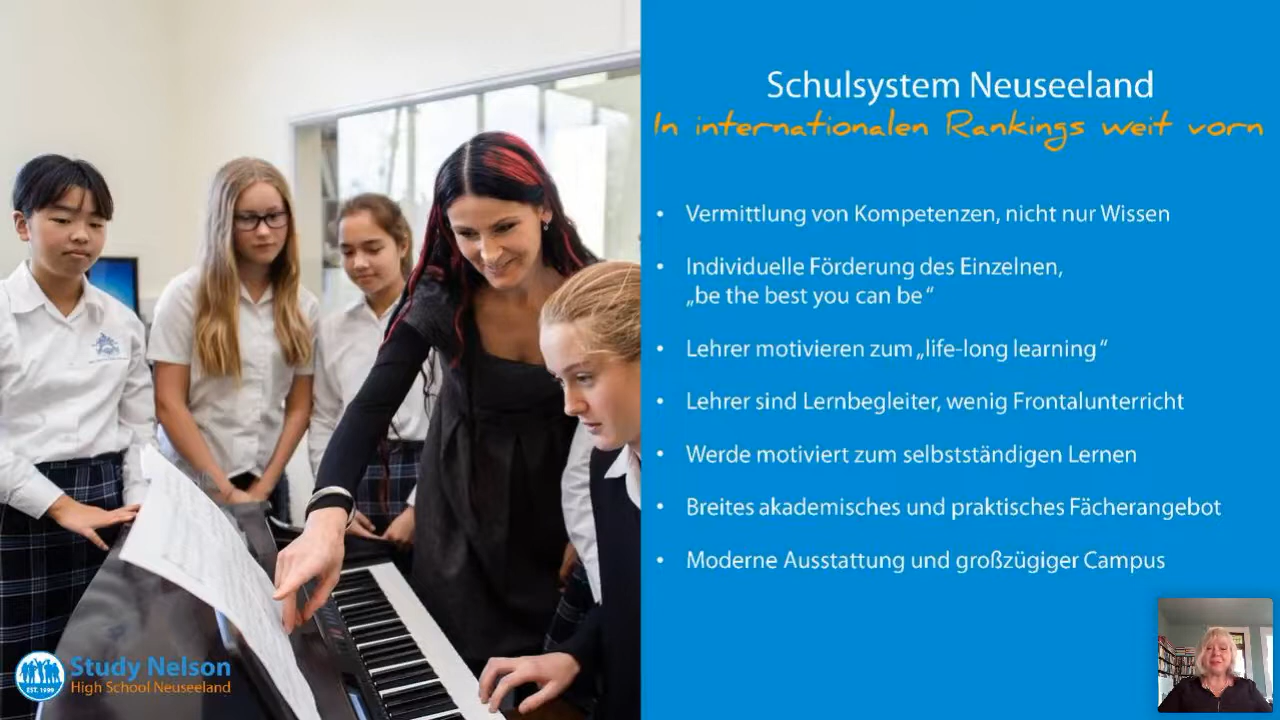 Schulsystem Neuseeland
In internationalen Rankings weit vorn
• Vermittlung von Kompetenzen, nicht nur Wissen
• Individuelle Förderung des Einzelnen,
„be the best you can be“
• Lehrer motivieren zum „life-long learning“
• Lehrer sind Lernbegleiter, wenig Frontalunterricht
• Werde motiviert zum selbstständigen Lernen
• Breites akademisches und praktisches Fächerangebot
• Moderne Ausstattung und großzügiger Campus
Study Nelson
High School Neuseeland
EST. 1999